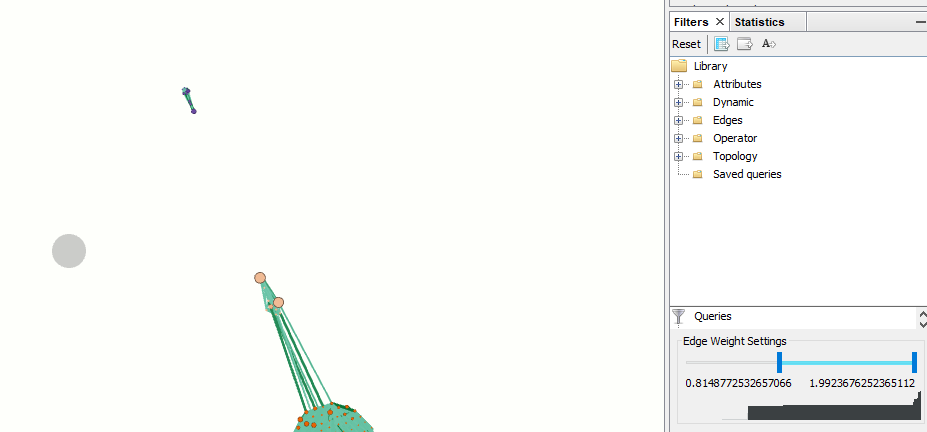 Filters
Statistics
Reset
Library
Attributes
Dynamic
Edges
Operator
Topology
Saved queries
Queries
Edge Weight Settings
0.8148772532657066 1.9923676252365112